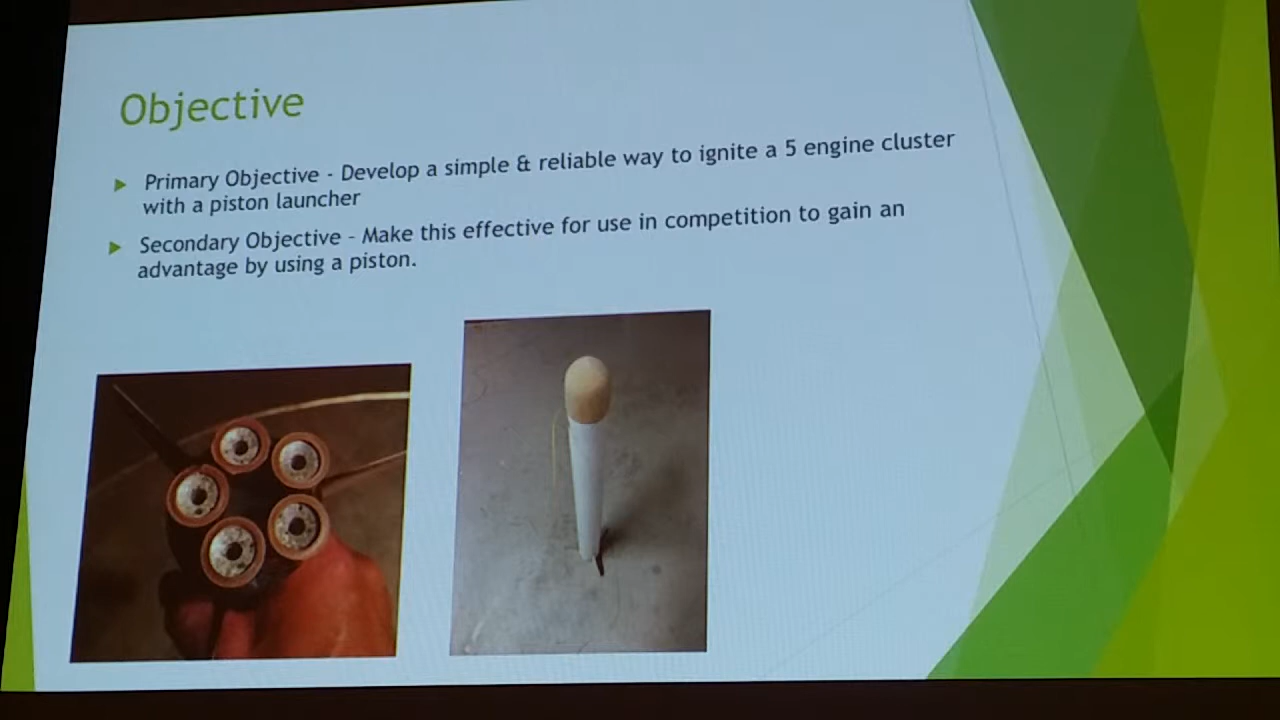 Objective
Primary Objective - Develop a simple & reliable way to ignite a 5 engine cluster
with a piston launcher
Secondary Objective – Make this effective for use in competition to gain an
advantage by using a piston.